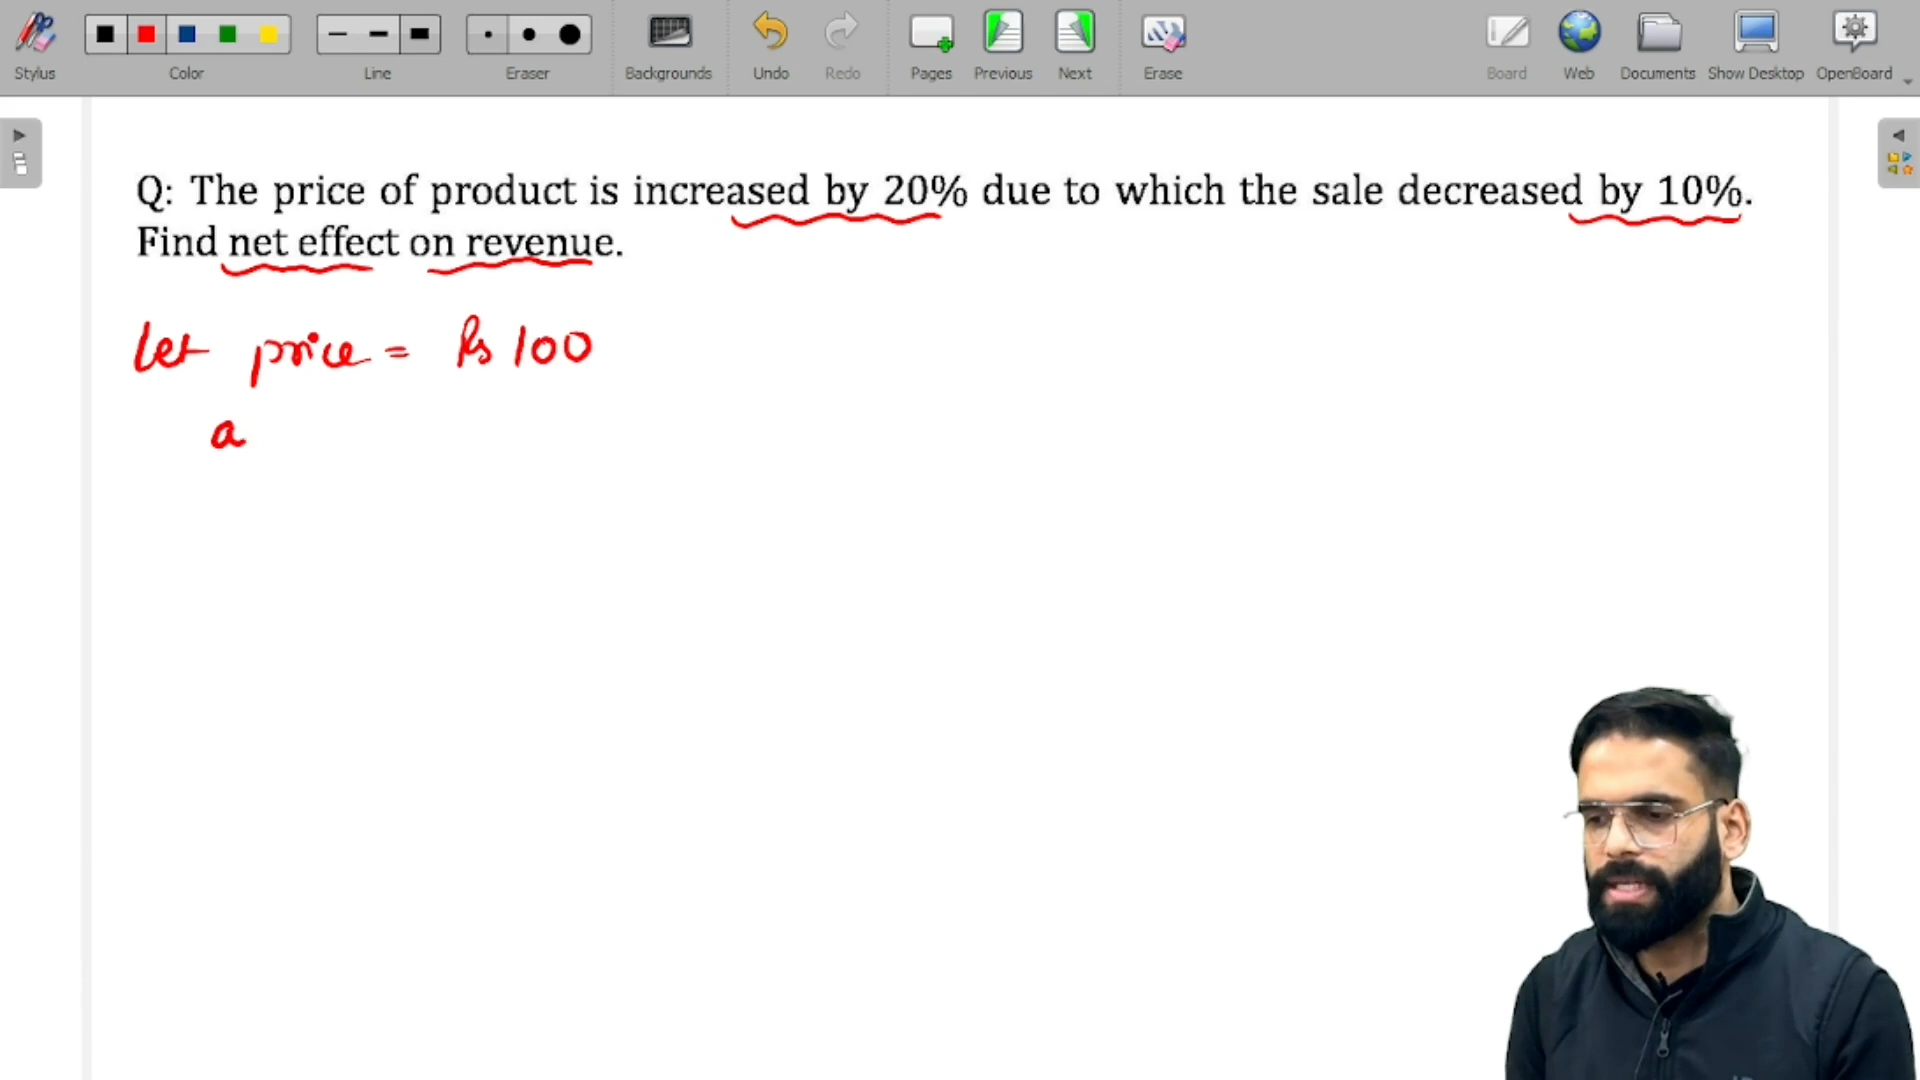 Stylus Color Line Eraser Backgrounds Undo Redo Pages Previous Next Erase Board Web Documents Show Desktop OpenBoard
Q: The price of product is increased by 20% due to which the sale decreased by 10%.
Find net effect on revenue.
let price = Rs 100
a